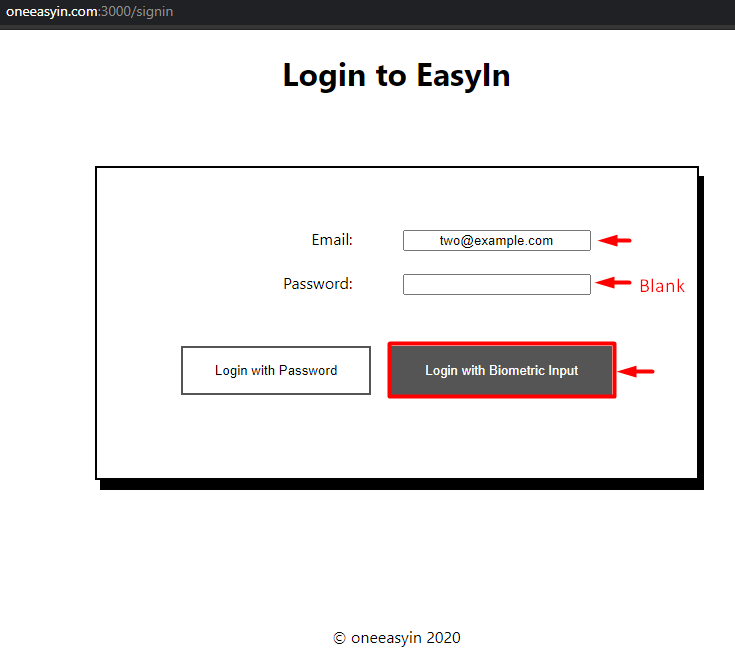 oneeasyin.com:3000/signin
Login to EasyIn
Email:
two@example.com
Password:
Blank
Login with Password
Login with Biometric Input
© oneeasyin 2020